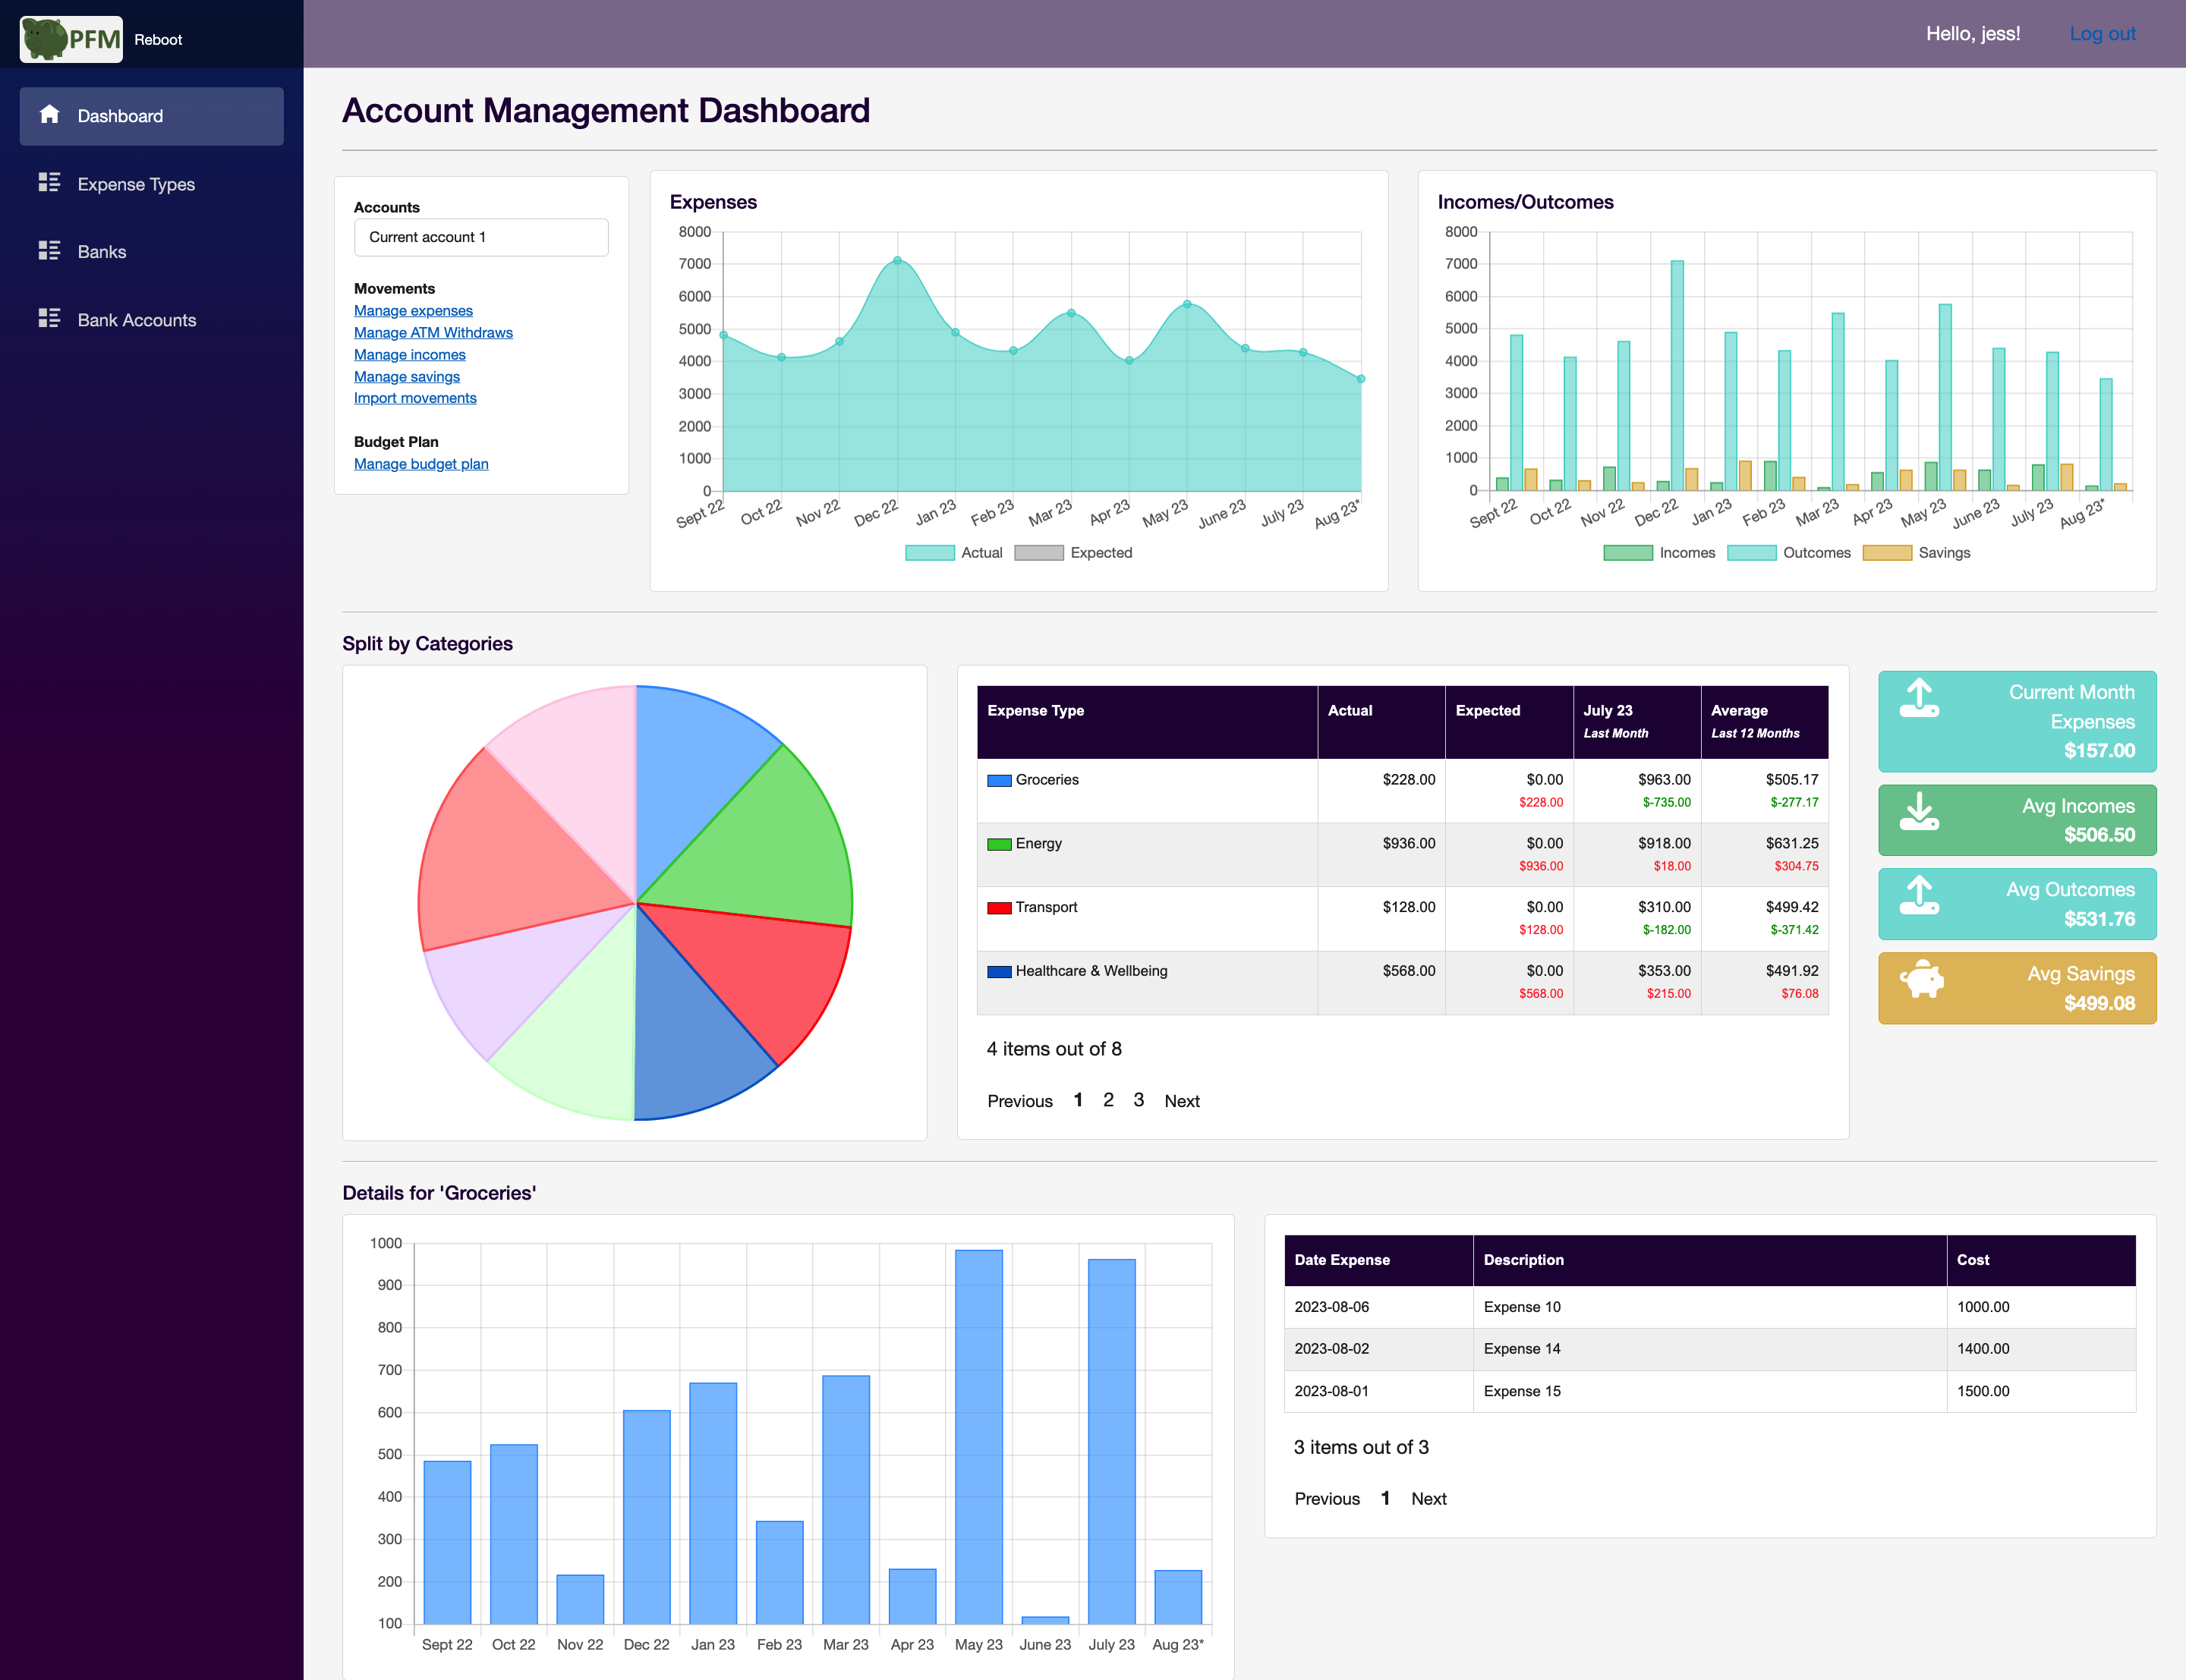 PFM
Reboot
Hello, jess!
Log out
Dashboard
Expense Types
Banks
Bank Accounts
Account Management Dashboard
Accounts
Current account 1
Movements
Manage expenses
Manage ATM Withdraws
Manage incomes
Manage savings
Import movements
Budget Plan
Manage budget plan
Expenses
8000
7000
6000
5000
4000
3000
2000
1000
0
Sept 22 Oct 22 Nov 22 Dec 22 Jan 23 Feb 23 Mar 23 Apr 23 May 23 June 23 July 23 Aug 23*
Actual Expected
Incomes/Outcomes
8000
7000
6000
5000
4000
3000
2000
1000
0
Sept 22 Oct 22 Nov 22 Dec 22 Jan 23 Feb 23 Mar 23 Apr 23 May 23 June 23 July 23 Aug 23*
Incomes Outcomes Savings
Split by Categories
Expense Type Actual Expected July 23 Average
Last Month Last 12 Months
Groceries $228.00 $0.00 $963.00 $505.17
$228.00 $-735.00 $-277.17
Energy $936.00 $0.00 $918.00 $631.25
$936.00 $18.00 $304.75
Transport $128.00 $0.00 $310.00 $499.42
$128.00 $-182.00 $-371.42
Healthcare & Wellbeing $568.00 $0.00 $353.00 $491.92
$568.00 $215.00 $76.08
4 items out of 8
Previous 1 2 3 Next
Current Month
Expenses
$157.00
Avg Incomes
$506.50
Avg Outcomes
$531.76
Avg Savings
$499.08
Details for 'Groceries'
1000
900
800
700
600
500
400
300
200
100
Sept 22 Oct 22 Nov 22 Dec 22 Jan 23 Feb 23 Mar 23 Apr 23 May 23 June 23 July 23 Aug 23*
Date Expense Description Cost
2023-08-06 Expense 10 1000.00
2023-08-02 Expense 14 1400.00
2023-08-01 Expense 15 1500.00
3 items out of 3
Previous 1 Next